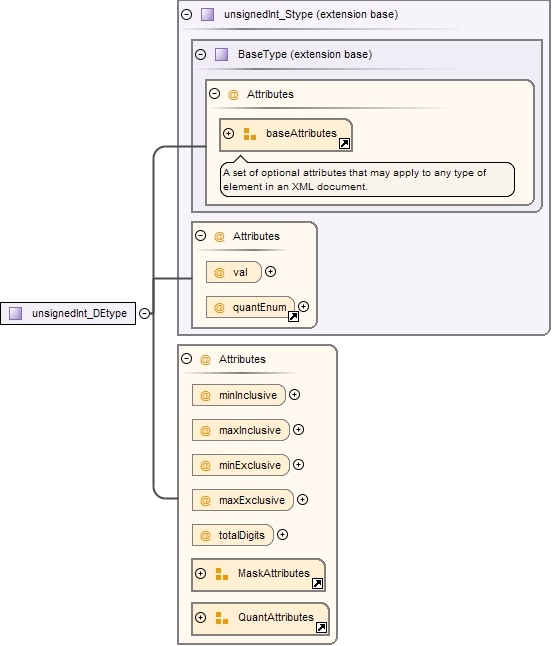 unsignedInt_Stype (extension base)
BaseType (extension base)
@ Attributes
baseAttributes
A set of optional attributes that may apply to any type of
element in an XML document.
@ Attributes
@ val
@ quantEnum
unsignedInt_DEtype
@ Attributes
@ minInclusive
@ maxInclusive
@ minExclusive
@ maxExclusive
@ totalDigits
MaskAttributes
QuantAttributes